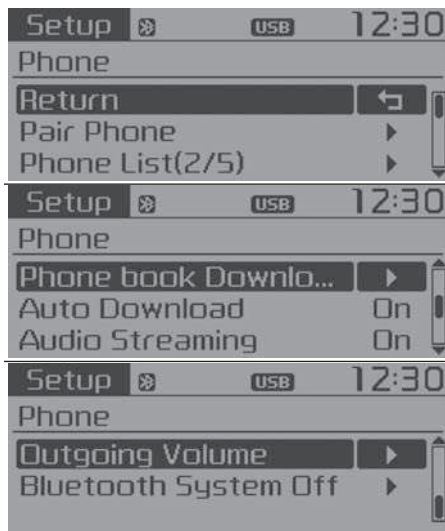 Setup USB 12:30
Phone
Return
Pair Phone
Phone List(2/5)
Setup USB 12:30
Phone
Phone book Downlo...
Auto Download On
Audio Streaming On
Setup USB 12:30
Phone
Outgoing Volume
Bluetooth System Off